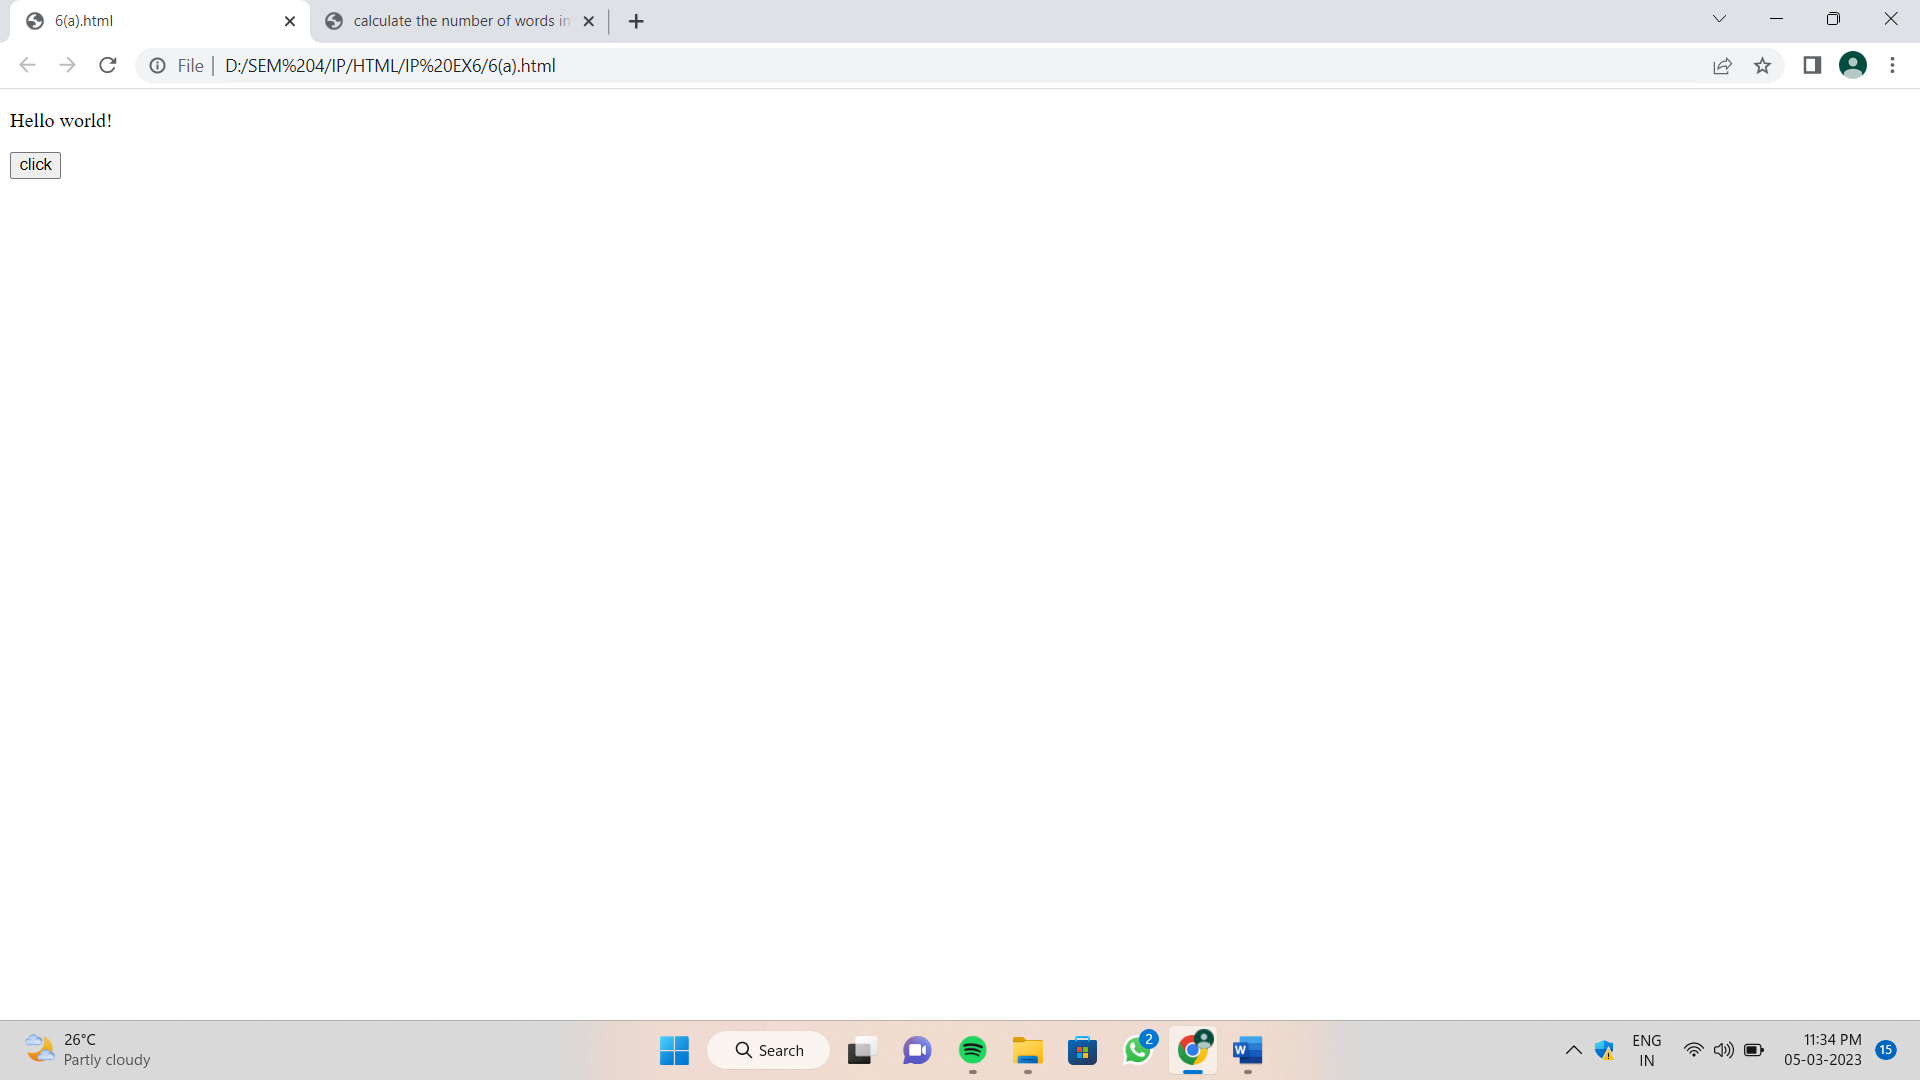 6(a).html
calculate the number of words in
File
D:/SEM%204/IP/HTML/IP%20EX6/6(a).html
Hello world!
click
26°C
Partly cloudy
Search
2
W
ENG
IN
11:34 PM
05-03-2023
15